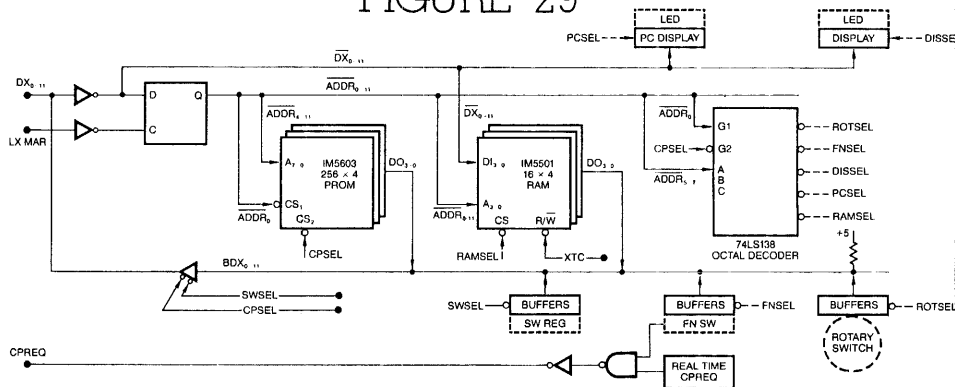 FIGURE 29
LED
LED
PCSEL
PC DISPLAY
DISPLAY
DISSE
DX₀₋₁₁
DX₀₋₁₁
ADDR₀₋₁₁
D Q
C
LX MAR
ADDR₄₋₁₁
DX₀₋₁₁
ADDR₀
IM5603
256 × 4
PROM
A₇₋₀
CS₁
CS₂
DO₃₋₀
ADDR₀
CPSEL
IM5501
16 × 4
RAM
DI₃₋₀
A₃₋₀
CS R/W
DO₃₋₀
ADDR₈₋₁₁
RAMSEL
XTC
G1
G2
A
B
C
CPSEL
ROTSEL
FNSEL
DISSEL
PCSEL
RAMSEL
74LS138
OCTAL DECODER
+5
BDX₀₋₁₁
SWSEL
CPSEL
SWSEL
BUFFERS
SW REG
BUFFERS
FNSEL
FN SW
BUFFERS
ROTSEL
ROTARY
SWITCH
CPREQ
REAL TIME
CPREQ